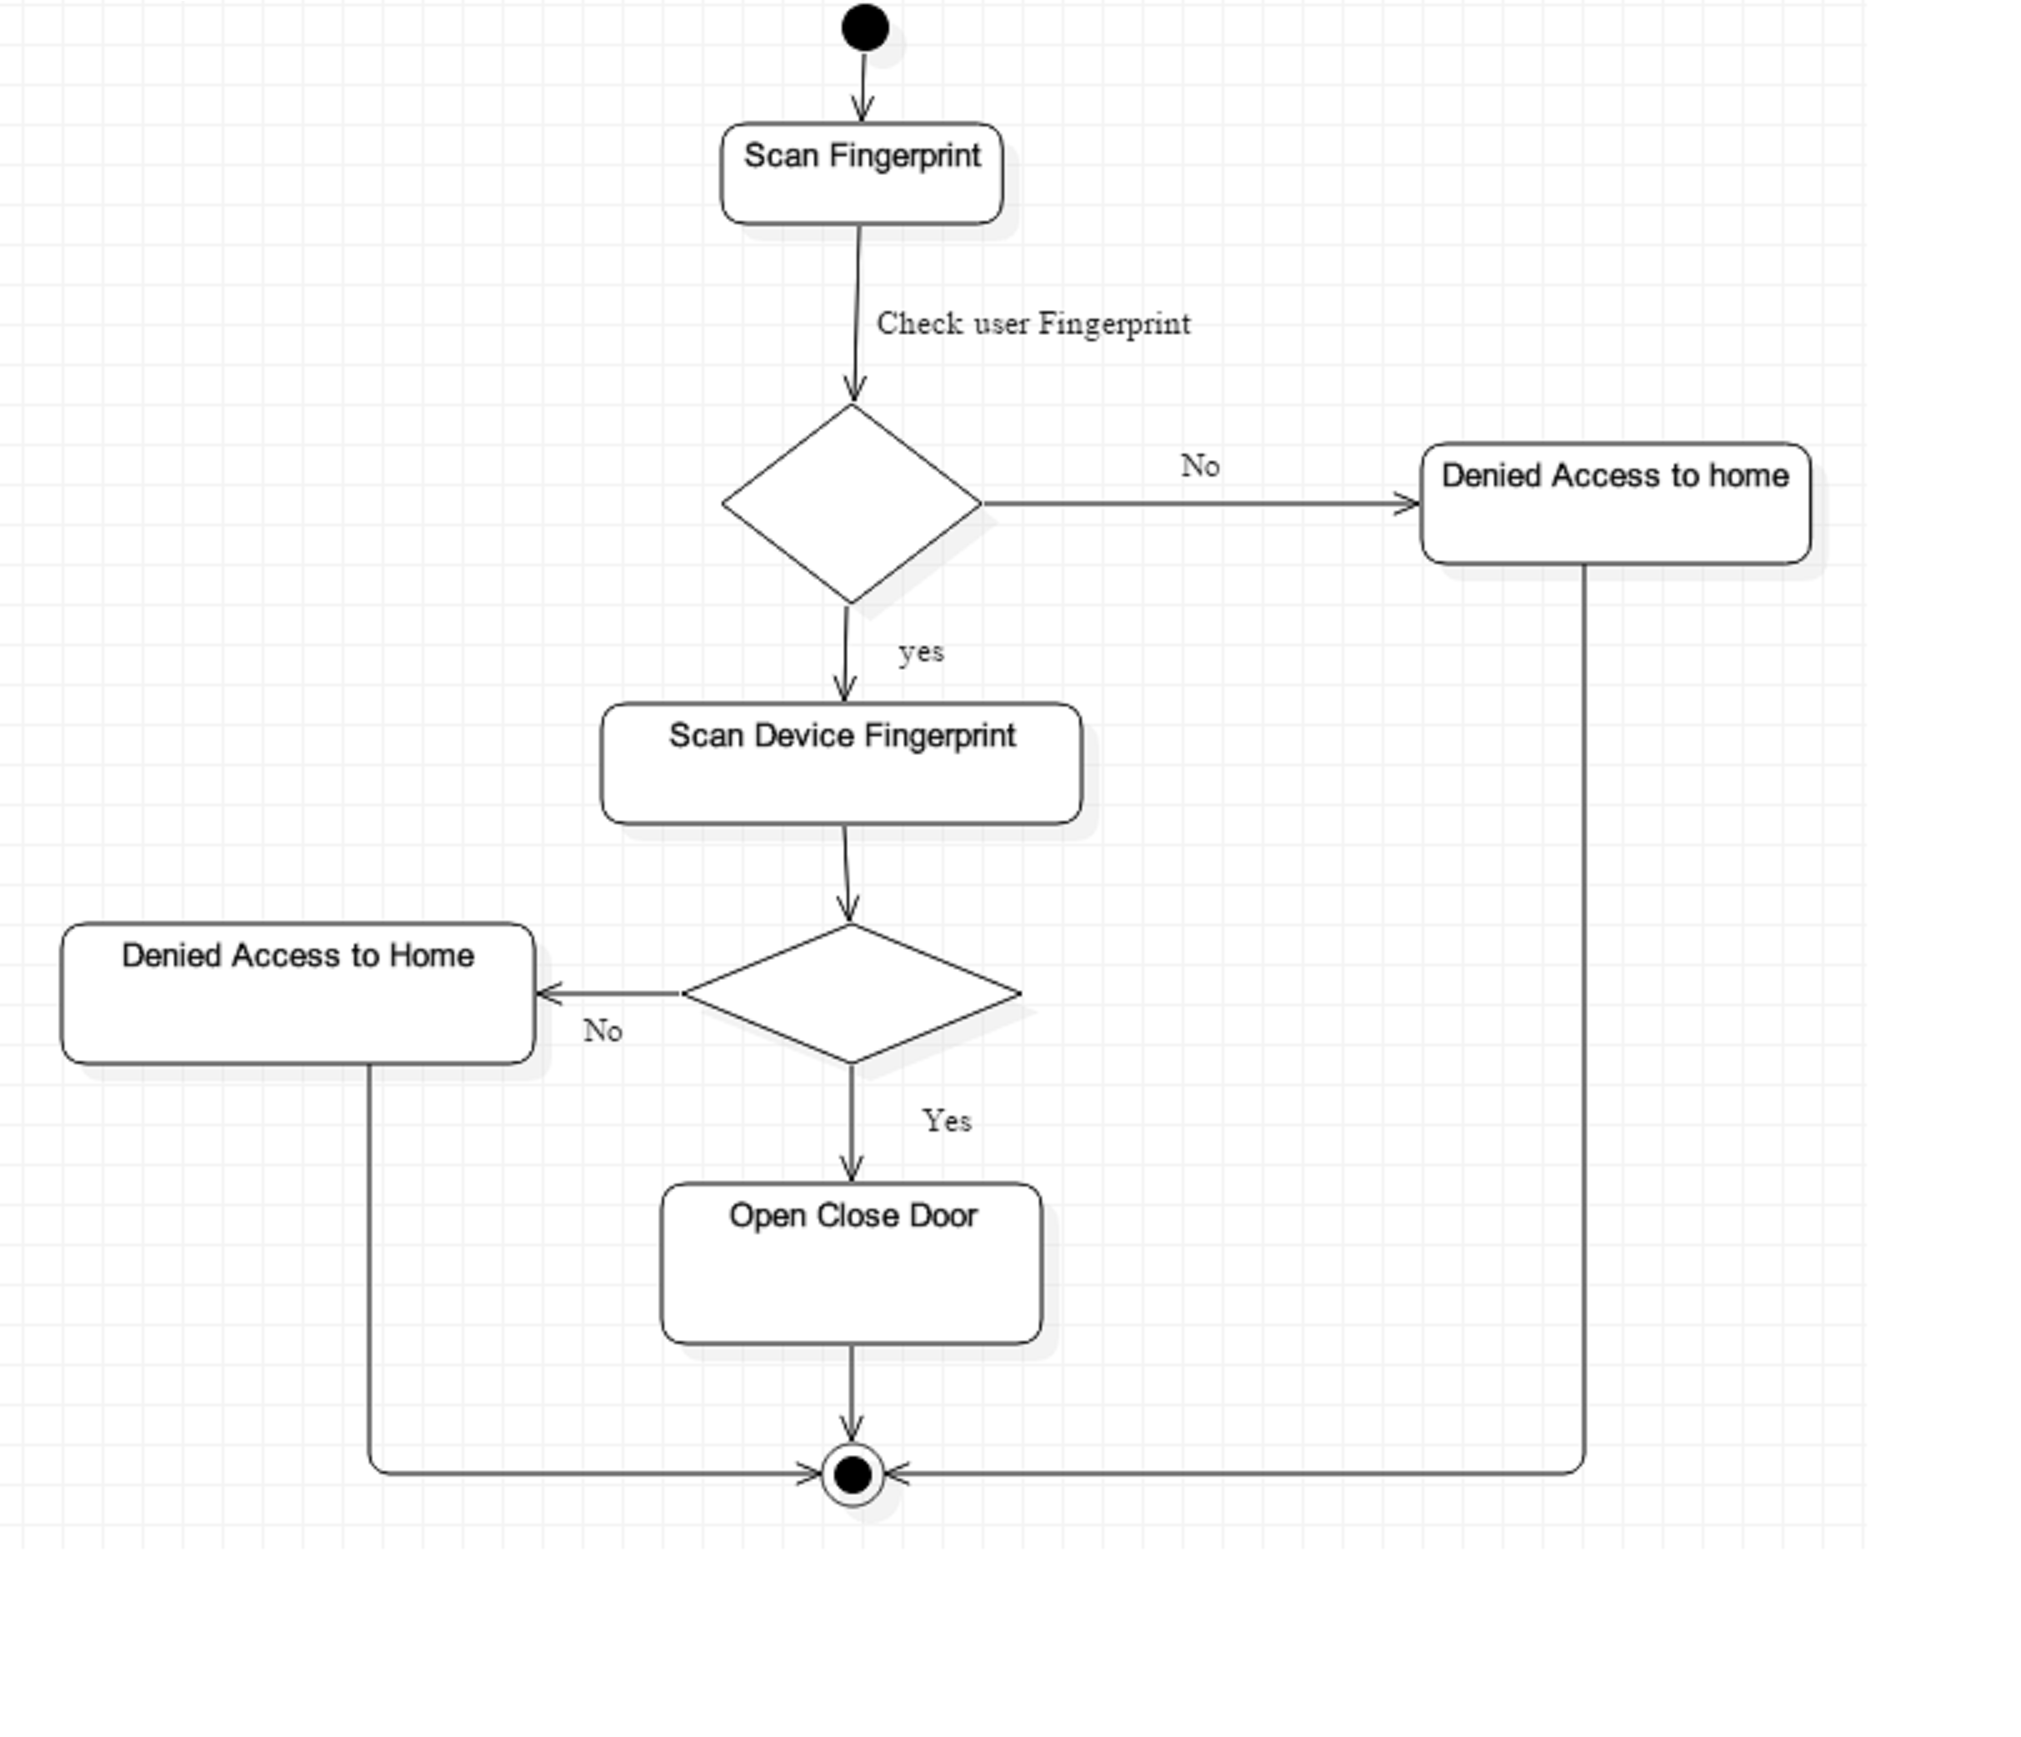 Scan Fingerprint
Check user Fingerprint
No
Denied Access to home
yes
Scan Device Fingerprint
Denied Access to Home
No
Yes
Open Close Door